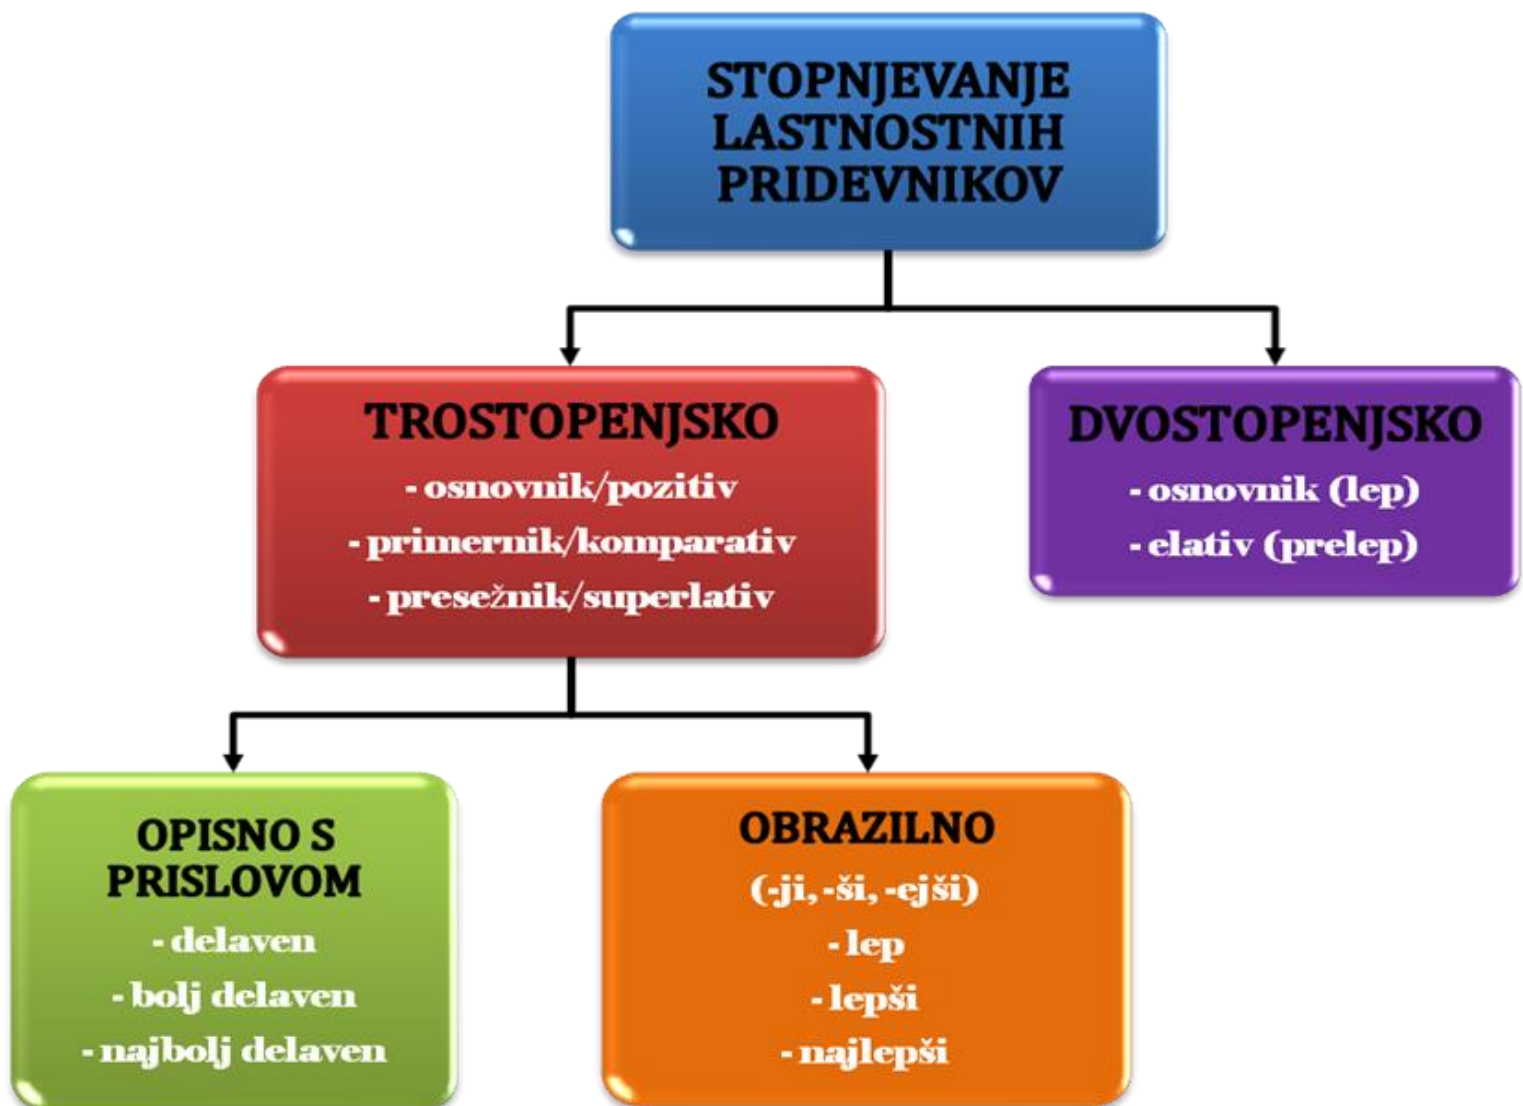 STOPNJEVANJE
LASTNOSTNIH
PRIDEVNIKOV
TROSTOPENJSKO
- osnovnik/pozitiv
- primernik/komparativ
- presežnik/superlativ
DVOSTOPENJSKO
- osnovnik (lep)
- elativ (prelep)
OPISNO S
PRISLOVOM
- delaven
- bolj delaven
- najbolj delaven
OBRAZILNO
(-ji, -ši, -ejši)
- lep
- lepši
- najlepši